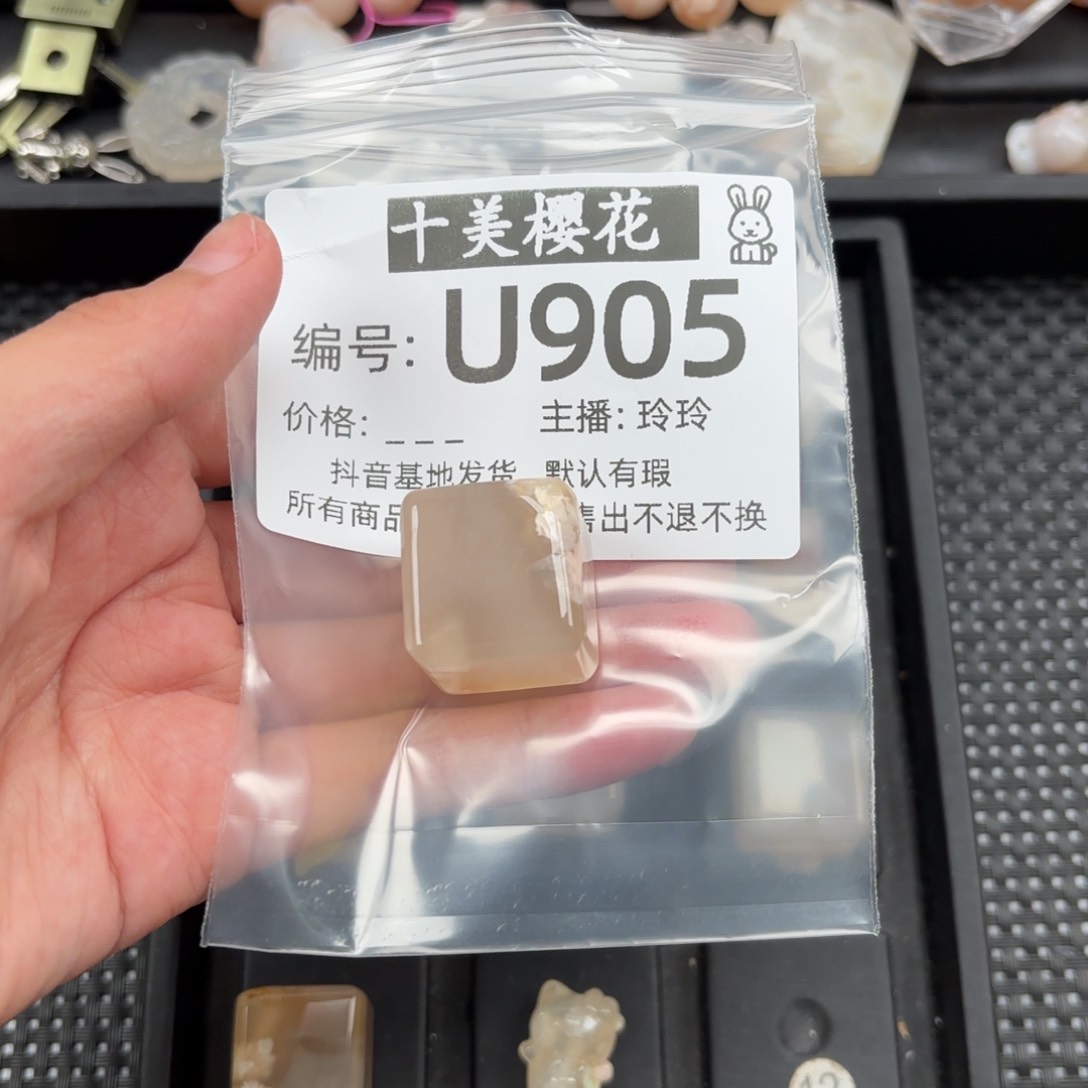 十美樱花
编号: U905
价格: _ _ _ 主播: 玲玲
抖音基地发货 默认有瑕
所有商品 售出不退不换